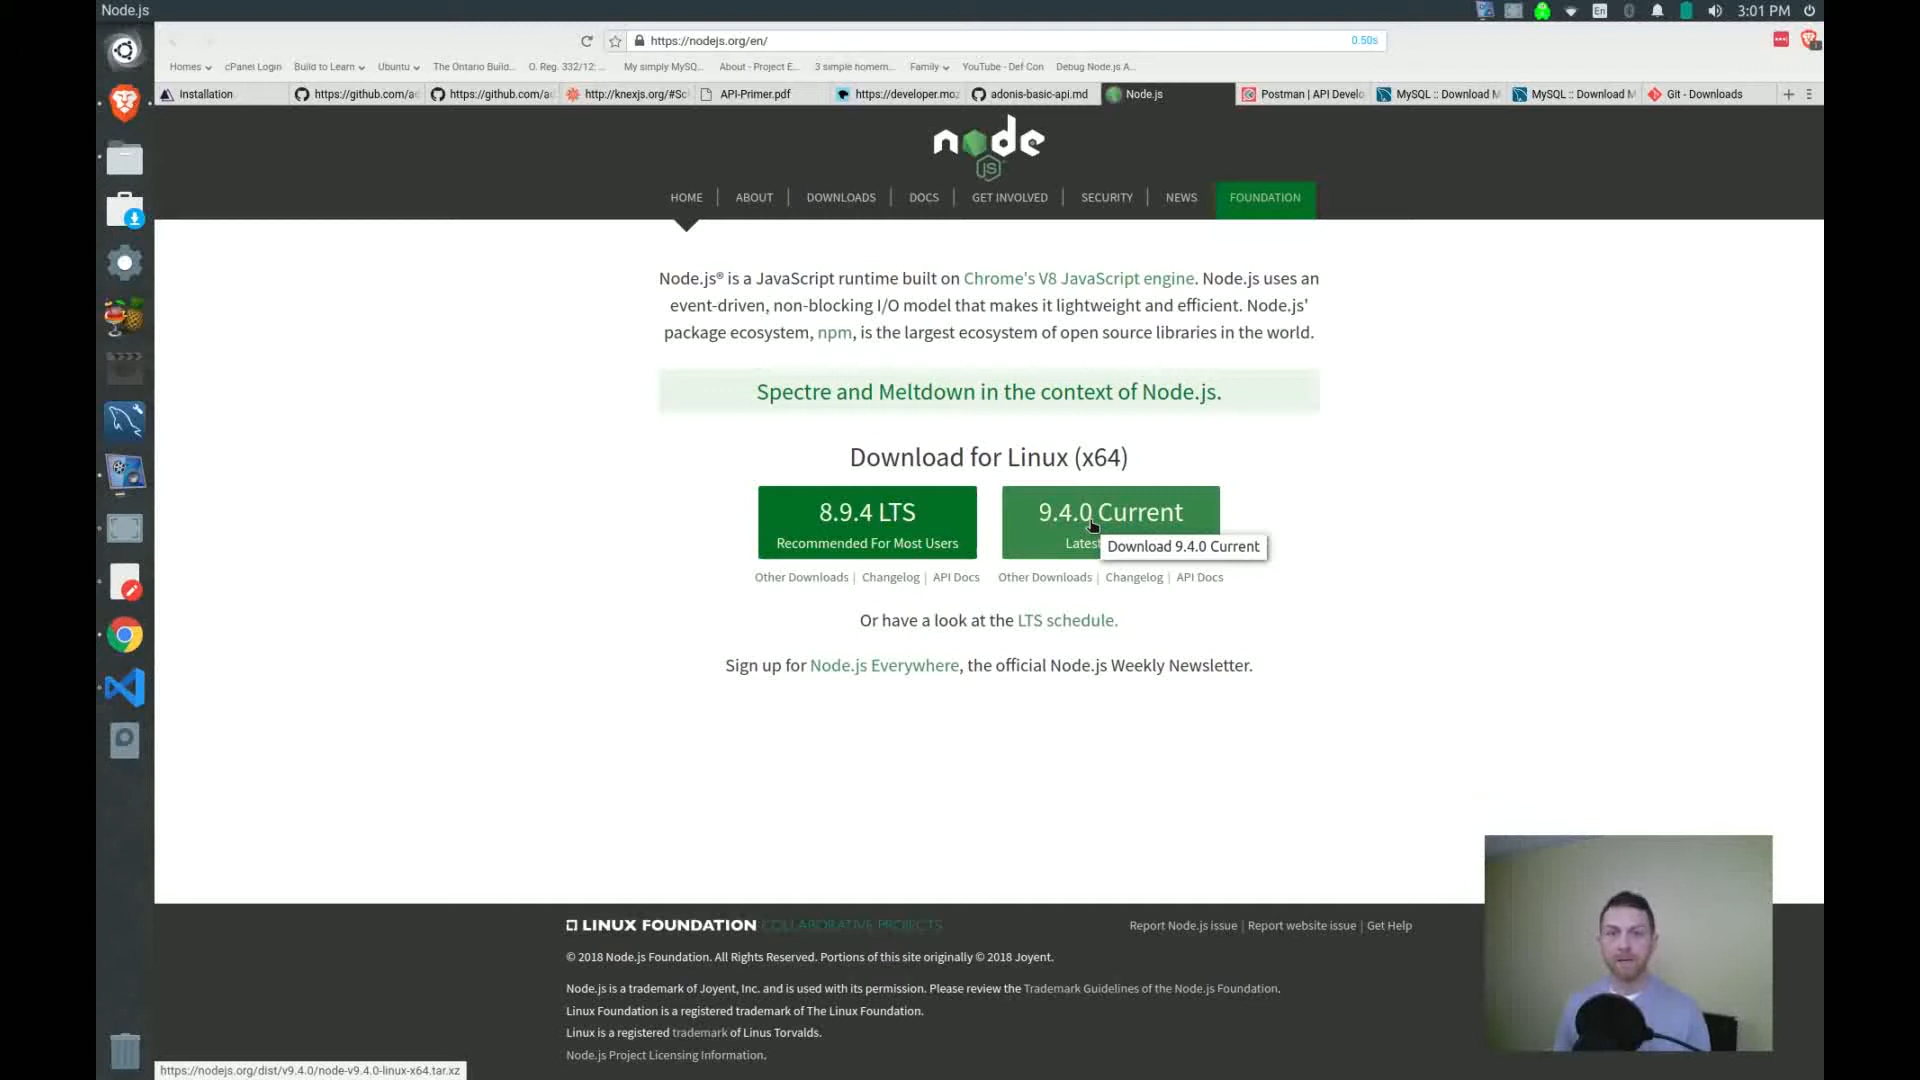 Node.js
En
3:01 PM
https://nodejs.org/en/
0.50s
Homes
cPanel Login
Build to Learn
Ubuntu
The Ontario Build...
O. Reg. 332/12: ...
My simply MySQ...
About - Project E...
3 simple homem...
Family
YouTube - Def Con
Debug Node.js A...
Installation
https://github.com/a
https://github.com/a
http://knexjs.org/#Sc
API-Primer.pdf
https://developer.moz
adonis-basic-api.md
Node.js
Postman | API Develo
MySQL :: Download M
MySQL :: Download M
Git - Downloads
node
JS
HOME
ABOUT
DOWNLOADS
DOCS
GET INVOLVED
SECURITY
NEWS
FOUNDATION
Node.js® is a JavaScript runtime built on Chrome's V8 JavaScript engine. Node.js uses an
event-driven, non-blocking I/O model that makes it lightweight and efficient. Node.js'
package ecosystem, npm, is the largest ecosystem of open source libraries in the world.
Spectre and Meltdown in the context of Node.js.
Download for Linux (x64)
8.9.4 LTS
Recommended For Most Users
9.4.0 Current
Latest
Download 9.4.0 Current
Other Downloads | Changelog | API Docs
Other Downloads | Changelog | API Docs
Or have a look at the LTS schedule.
Sign up for Node.js Everywhere, the official Node.js Weekly Newsletter.
LINUX FOUNDATION COLLABORATIVE PROJECTS
Report Node.js issue | Report website issue | Get Help
© 2018 Node.js Foundation. All Rights Reserved. Portions of this site originally © 2018 Joyent.
Node.js is a trademark of Joyent, Inc. and is used with its permission. Please review the Trademark Guidelines of the Node.js Foundation.
Linux Foundation is a registered trademark of The Linux Foundation.
Linux is a registered trademark of Linus Torvalds.
Node.js Project Licensing Information.
https://nodejs.org/dist/v9.4.0/node-v9.4.0-linux-x64.tar.xz